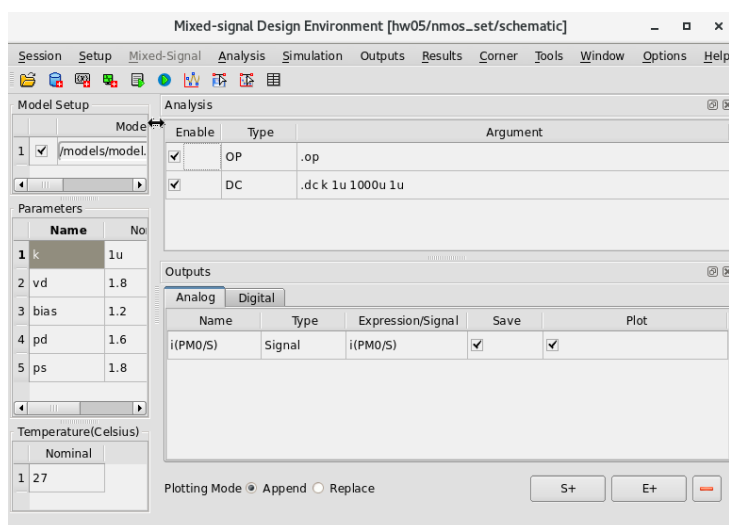 Mixed-signal Design Environment [hw05/nmos_set/schematic]
Session Setup Mixed-Signal Analysis Simulation Outputs Results Corner Tools Window Options Help
Model Setup
Mode
1 /models/model.
Parameters
Name No
1 k 1u
2 vd 1.8
3 bias 1.2
4 pd 1.6
5 ps 1.8
Temperature(Celsius)
Nominal
1 27
Analysis
Enable Type Argument
OP .op
DC .dc k 1u 1000u 1u
Outputs
Analog Digital
Name Type Expression/Signal Save Plot
i(PM0/S) Signal i(PM0/S)
Plotting Mode Append Replace S+ E+